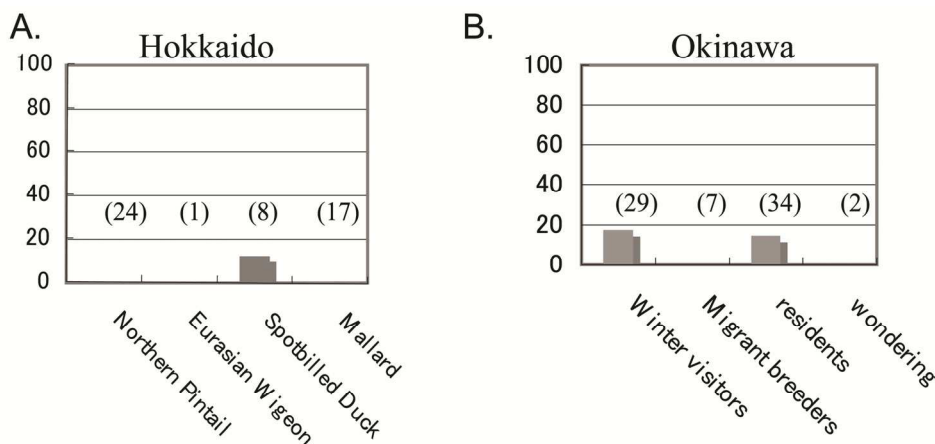 A.
Hokkaido
100
80
60
40
20
0
(24) (1) (8) (17)
Northern Pintail
Eurasian Wigeon
Spotbilled Duck
Mallard
B.
Okinawa
100
80
60
40
20
0
(29) (7) (34) (2)
Winter visitors
Migrant breeders
residents
wondering